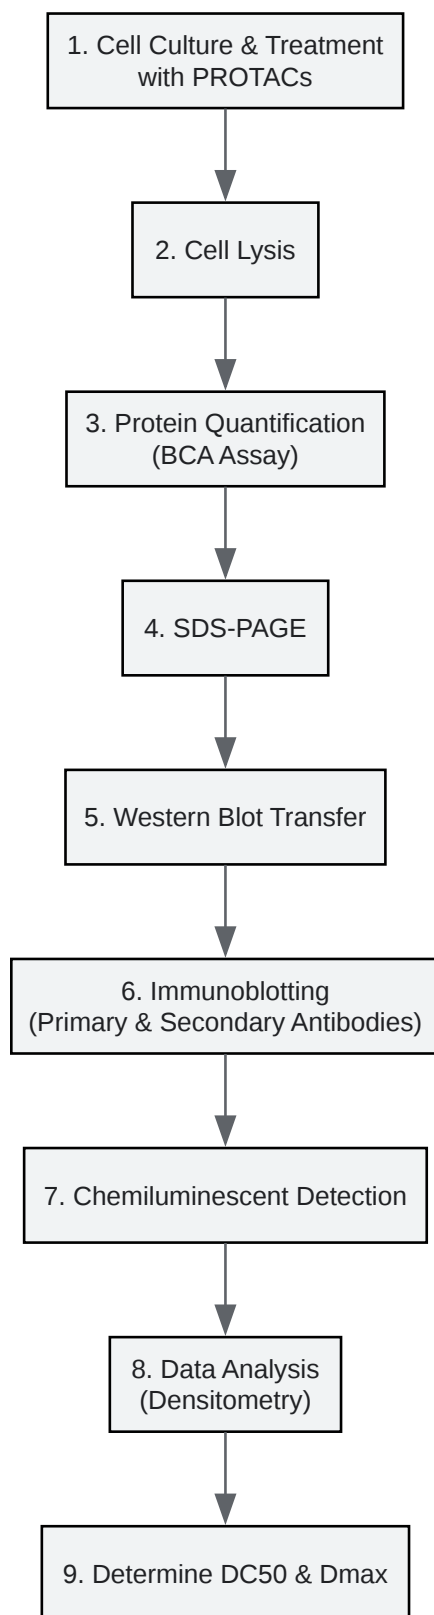 1. Cell Culture & Treatment
with PROTACs
2. Cell Lysis
3. Protein Quantification
(BCA Assay)
4. SDS-PAGE
5. Western Blot Transfer
6. Immunoblotting
(Primary & Secondary Antibodies)
7. Chemiluminescent Detection
8. Data Analysis
(Densitometry)
9. Determine DC50 & Dmax